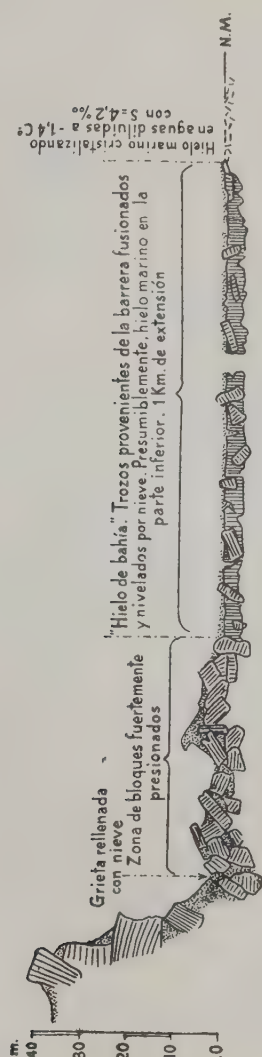 m.
40
30
20
10
0
Grieta rellenada
con nieve
Zona de bloques fuertemente
presionados
"Hielo de bahía". Trozos provenientes de la barrera fusionados
y nivelados por nieve. Presumiblemente, hielo marino en la
parte inferior. 1 Km. de extensión
Hielo marino cristalizando
en aguas diluidas a -1,4 Cº
con S=4,2 ‰
N.M.